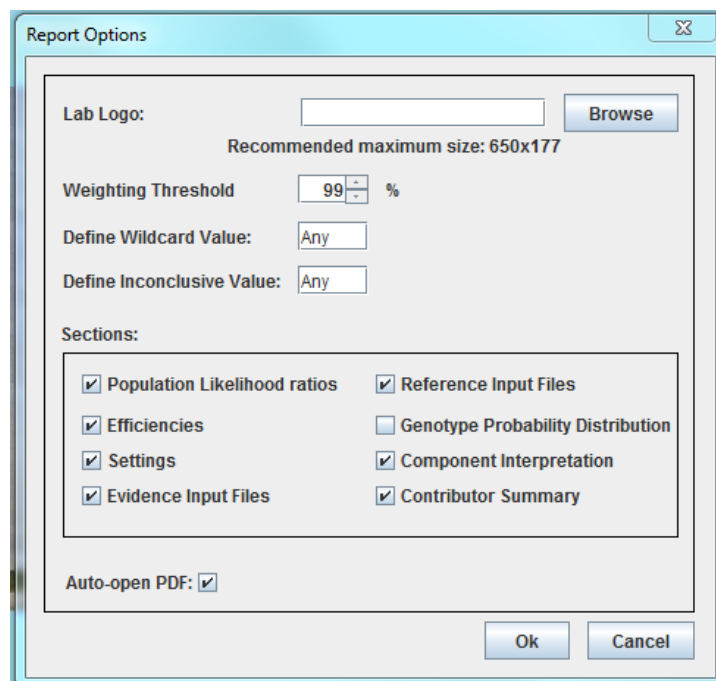 Report Options
Lab Logo:
Browse
Recommended maximum size: 650x177
Weighting Threshold 99 %
Define Wildcard Value: Any
Define Inconclusive Value: Any
Sections:
Population Likelihood ratios Reference Input Files
Efficiencies Genotype Probability Distribution
Settings Component Interpretation
Evidence Input Files Contributor Summary
Auto-open PDF:
Ok Cancel